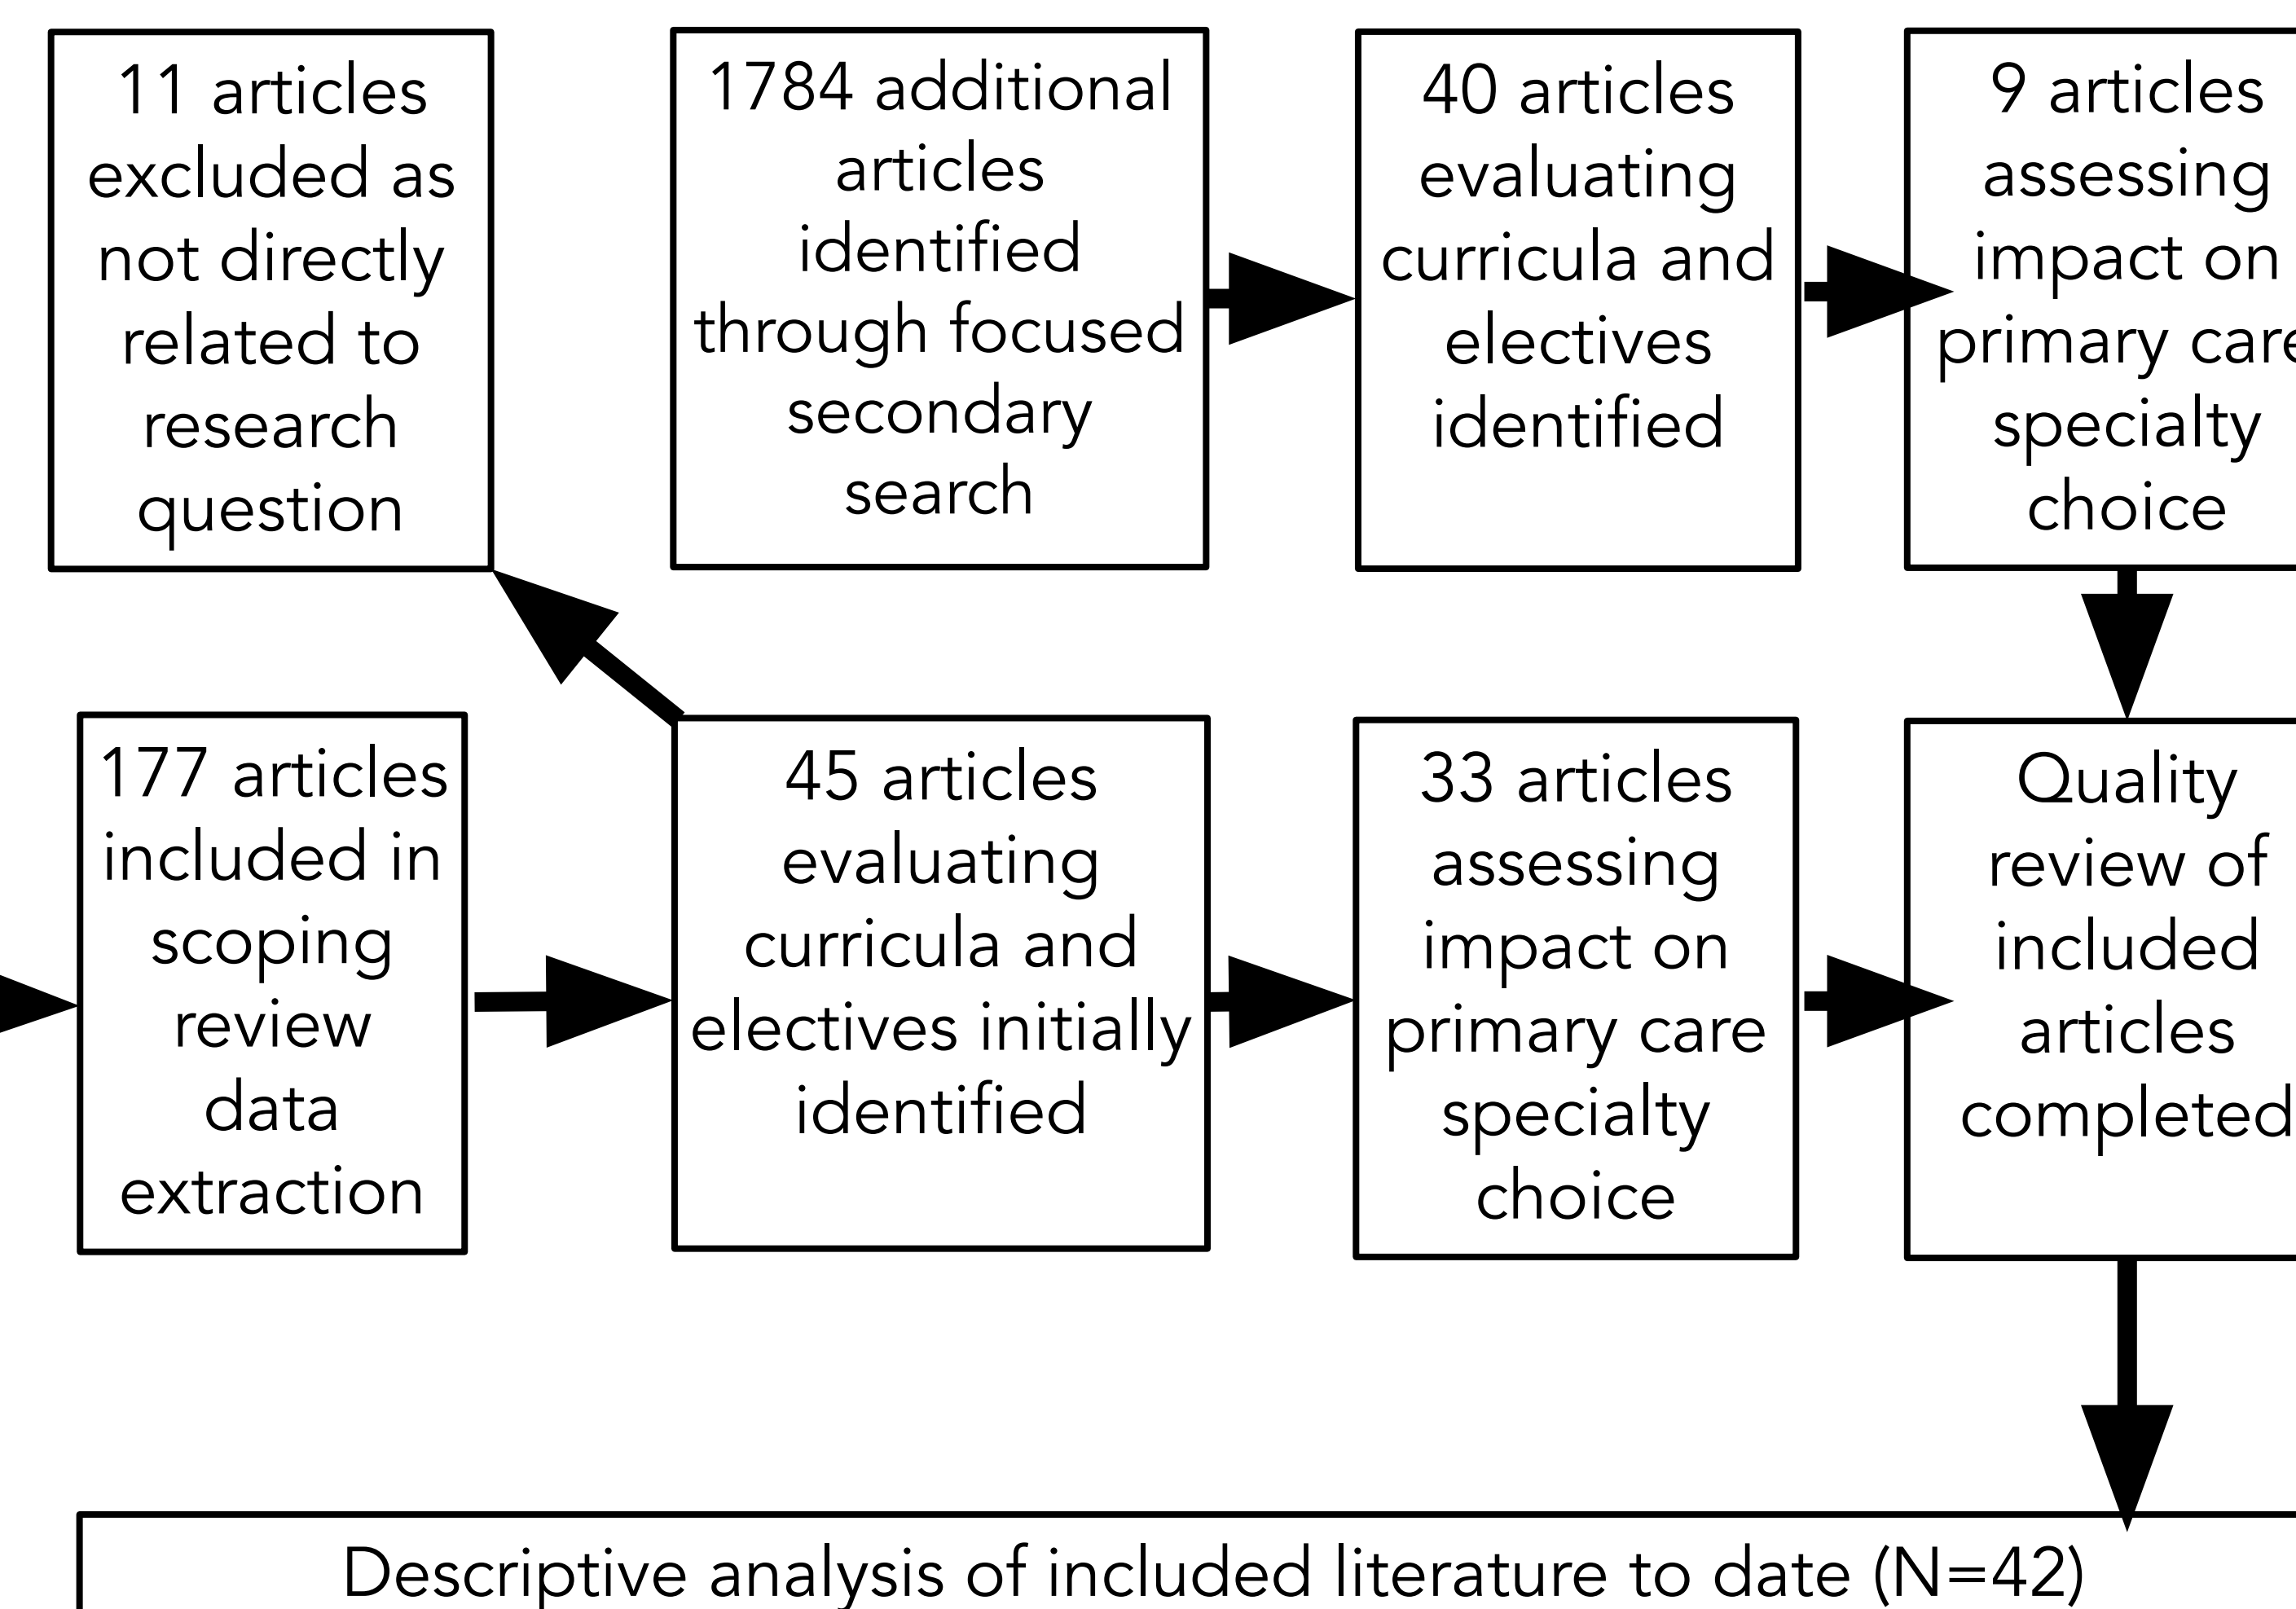 11 articles
excluded as
not directly
related to
research
question
1784 additional
articles
identified
through focused
secondary
search
40 articles
evaluating
curricula and
electives
identified
9 articles
assessing
impact on
primary care
specialty
choice
177 articles
included in
scoping
review
data
extraction
45 articles
evaluating
curricula and
electives initially
identified
33 articles
assessing
impact on
primary care
specialty
choice
Quality
review of
included
articles
completed
Descriptive analysis of included literature to date (N=42)